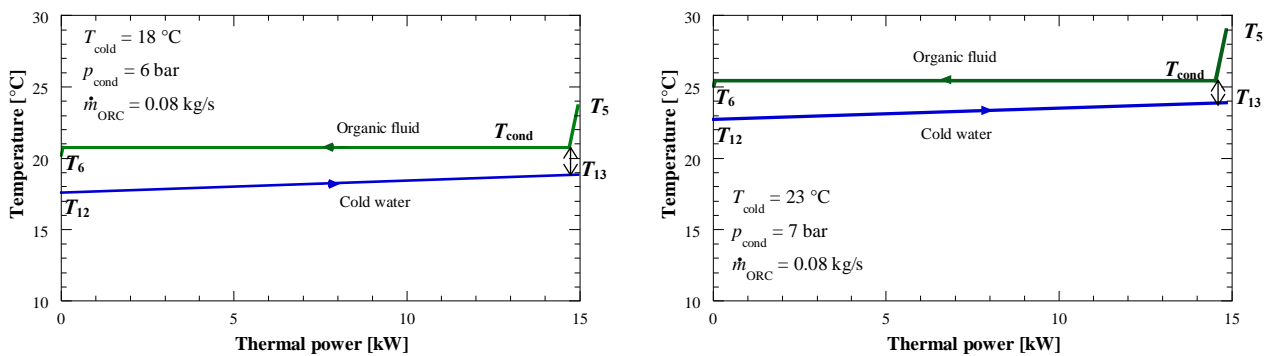 30
25
20
15
10
Temperature [°C]
T_cold = 18 °C
p_cond = 6 bar
ṁ_ORC = 0.08 kg/s
T_5
Organic fluid
T_cond
T_6
T_13
T_12
Cold water
0
5
10
15
Thermal power [kW]
30
25
20
15
10
Temperature [°C]
T_5
Organic fluid
T_cond
T_6
T_13
T_12
Cold water
T_cold = 23 °C
p_cond = 7 bar
ṁ_ORC = 0.08 kg/s
0
5
10
15
Thermal power [kW]